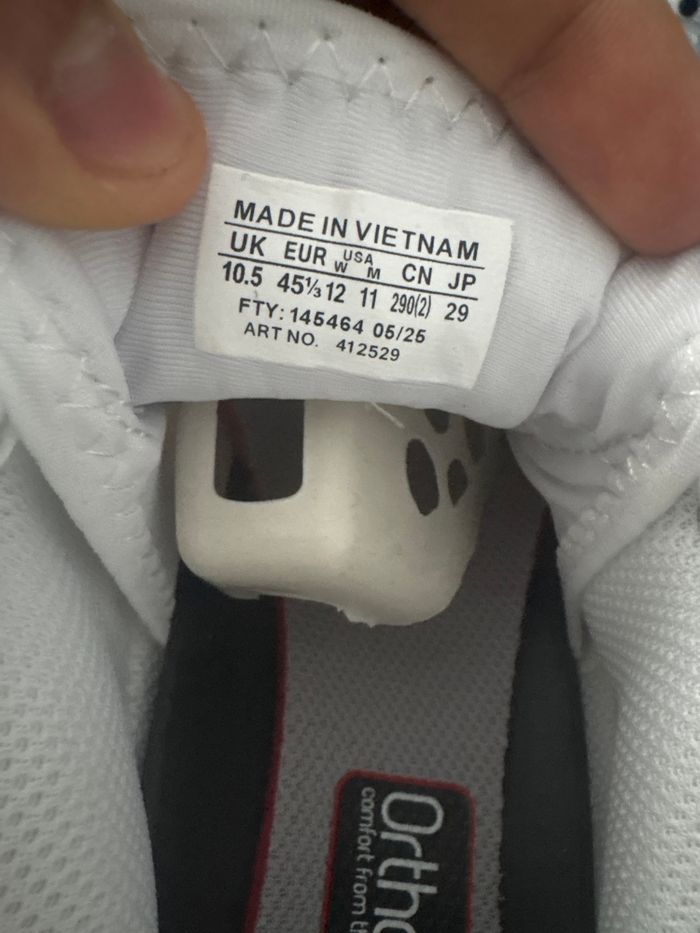 MADE IN VIETNAM
UK EUR USA W M CN JP
10.5 45⅓ 12 11 290(2) 29
FTY: 145464 05/25
ART NO. 412529
comfort from